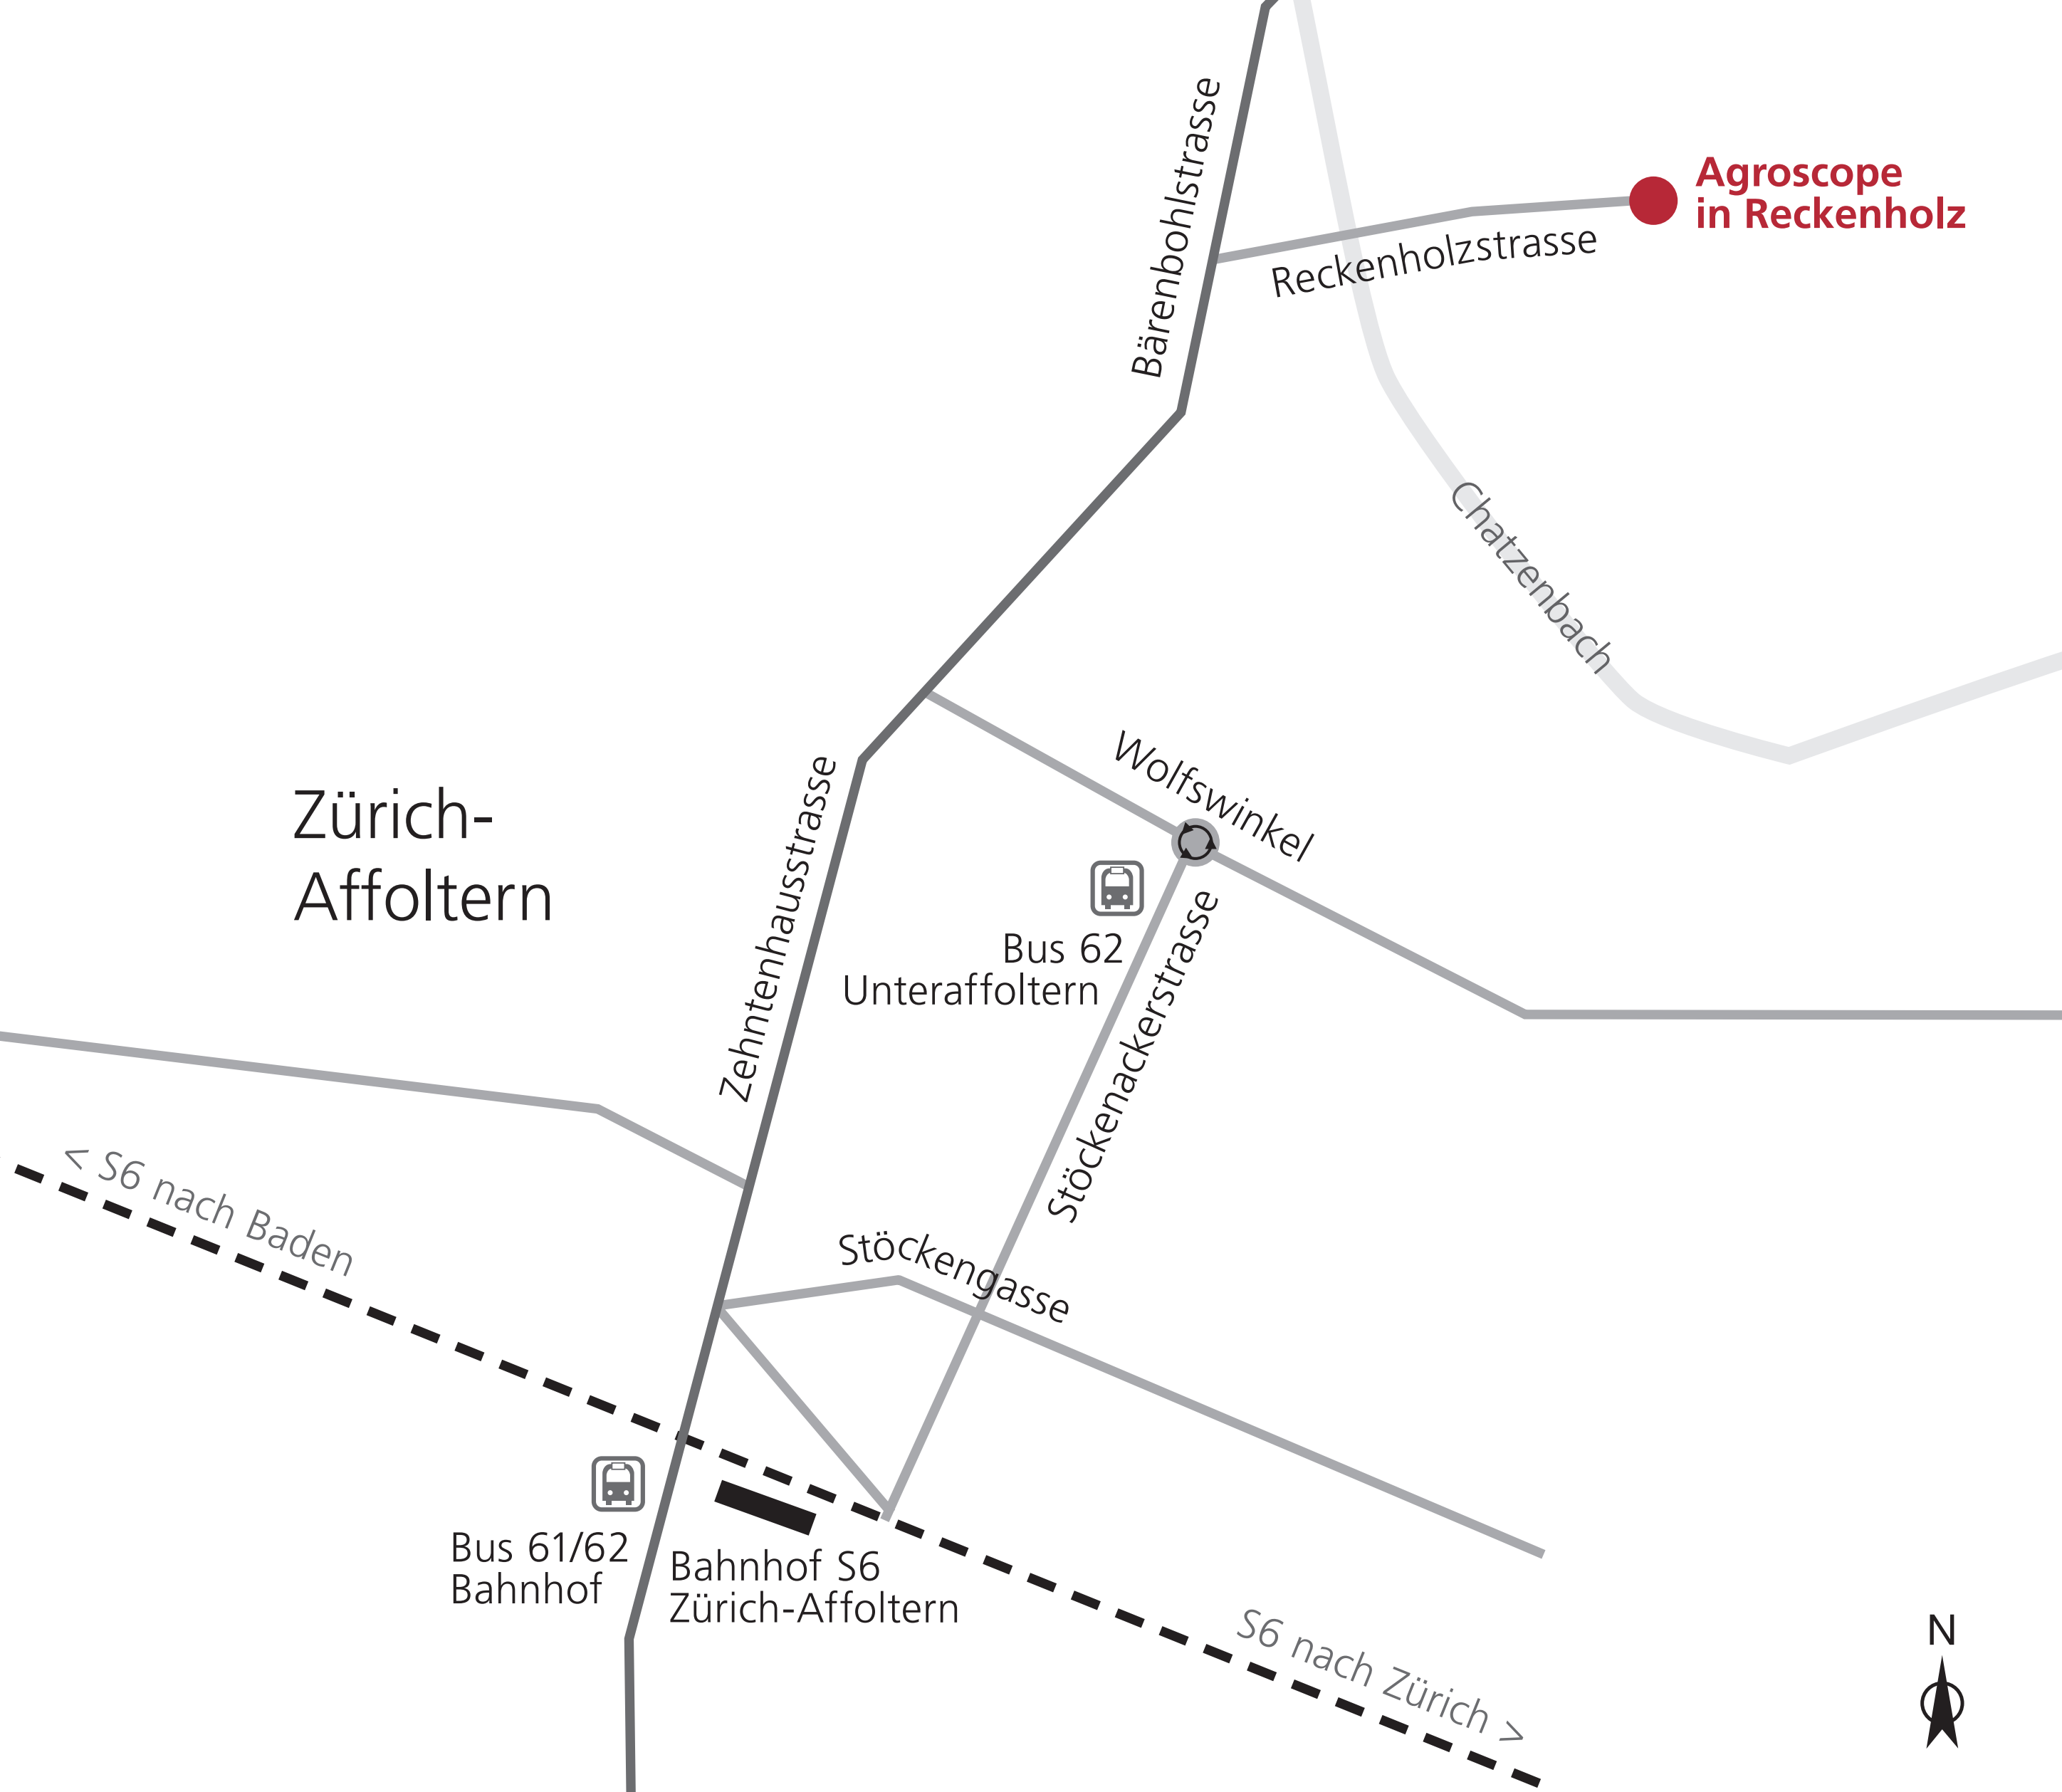 Bärenbohlstrasse
Agroscope
in Reckenholz
Reckenholzstrasse
Chatzenbach
Wolfswinkel
Zürich-
Affoltern
Zehntenhausstrasse
Bus 62
Unteraffoltern
Stöckenackerstrasse
< S6 nach Baden
Stöckengasse
Bus 61/62
Bahnhof
Bahnhof S6
Zürich-Affoltern
S6 nach Zürich >
N